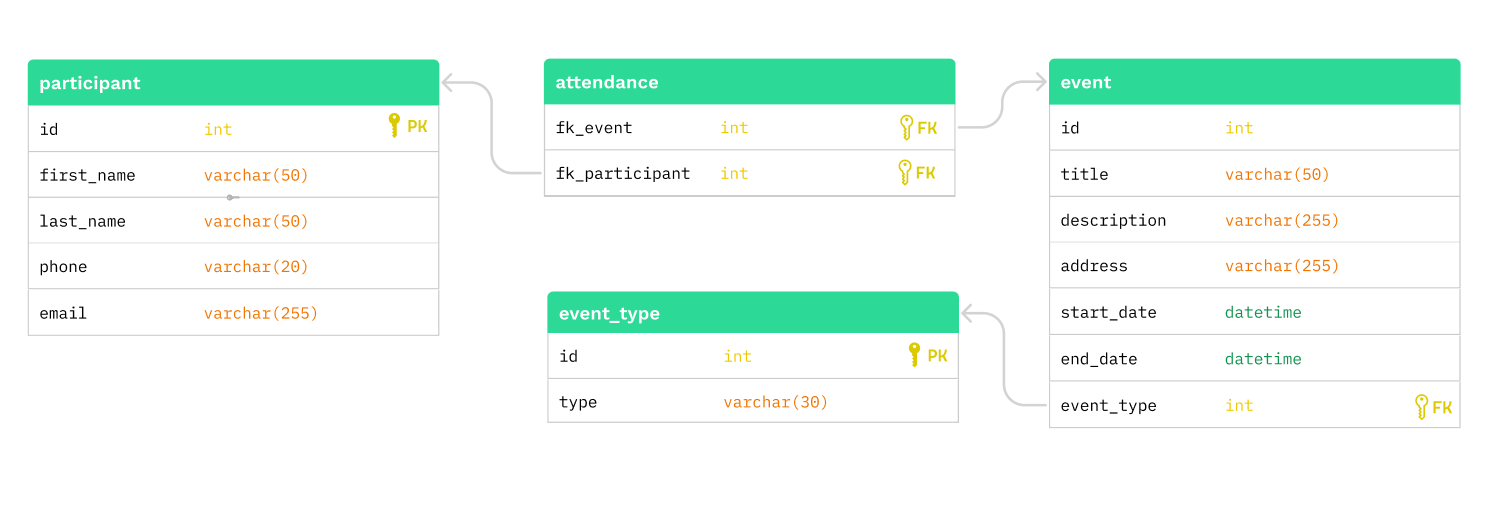 participant
id int PK
first_name varchar(50)
last_name varchar(50)
phone varchar(20)
email varchar(255)
attendance
fk_event int FK
fk_participant int FK
event_type
id int PK
type varchar(30)
event
id int
title varchar(50)
description varchar(255)
address varchar(255)
start_date datetime
end_date datetime
event_type int FK